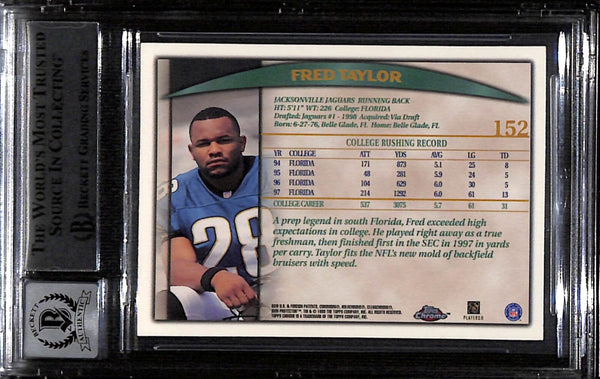 THE WORLD'S MOST TRUSTED
SOURCE IN COLLECTING™
BECKETT GRADING SERVICES
BECKETT
AUTHENTIC
FRED TAYLOR
JACKSONVILLE JAGUARS RUNNING BACK
HT: 5'11" WT: 226 College: FLORIDA
Drafted: Jaguars #1 - 1998 Acquired: Via Draft
Born: 6-27-76, Belle Glade, FL Home: Belle Glade, FL
152
COLLEGE RUSHING RECORD
YR COLLEGE ATT YDS AVG LG TD
94 FLORIDA 171 873 5.1 25 8
95 FLORIDA 48 281 5.9 24 5
96 FLORIDA 104 629 6.0 30 5
97 FLORIDA 214 1292 6.0 61 13
COLLEGE CAREER 537 3075 5.7 61 31
A prep legend in south Florida, Fred exceeded high
expectations in college. He played right away as a true
freshman, then finished first in the SEC in 1997 in yards
per carry. Taylor fits the NFL's new mold of backfield
bruisers with speed.
28
Topps
Chrome
PLAYERS
NFL